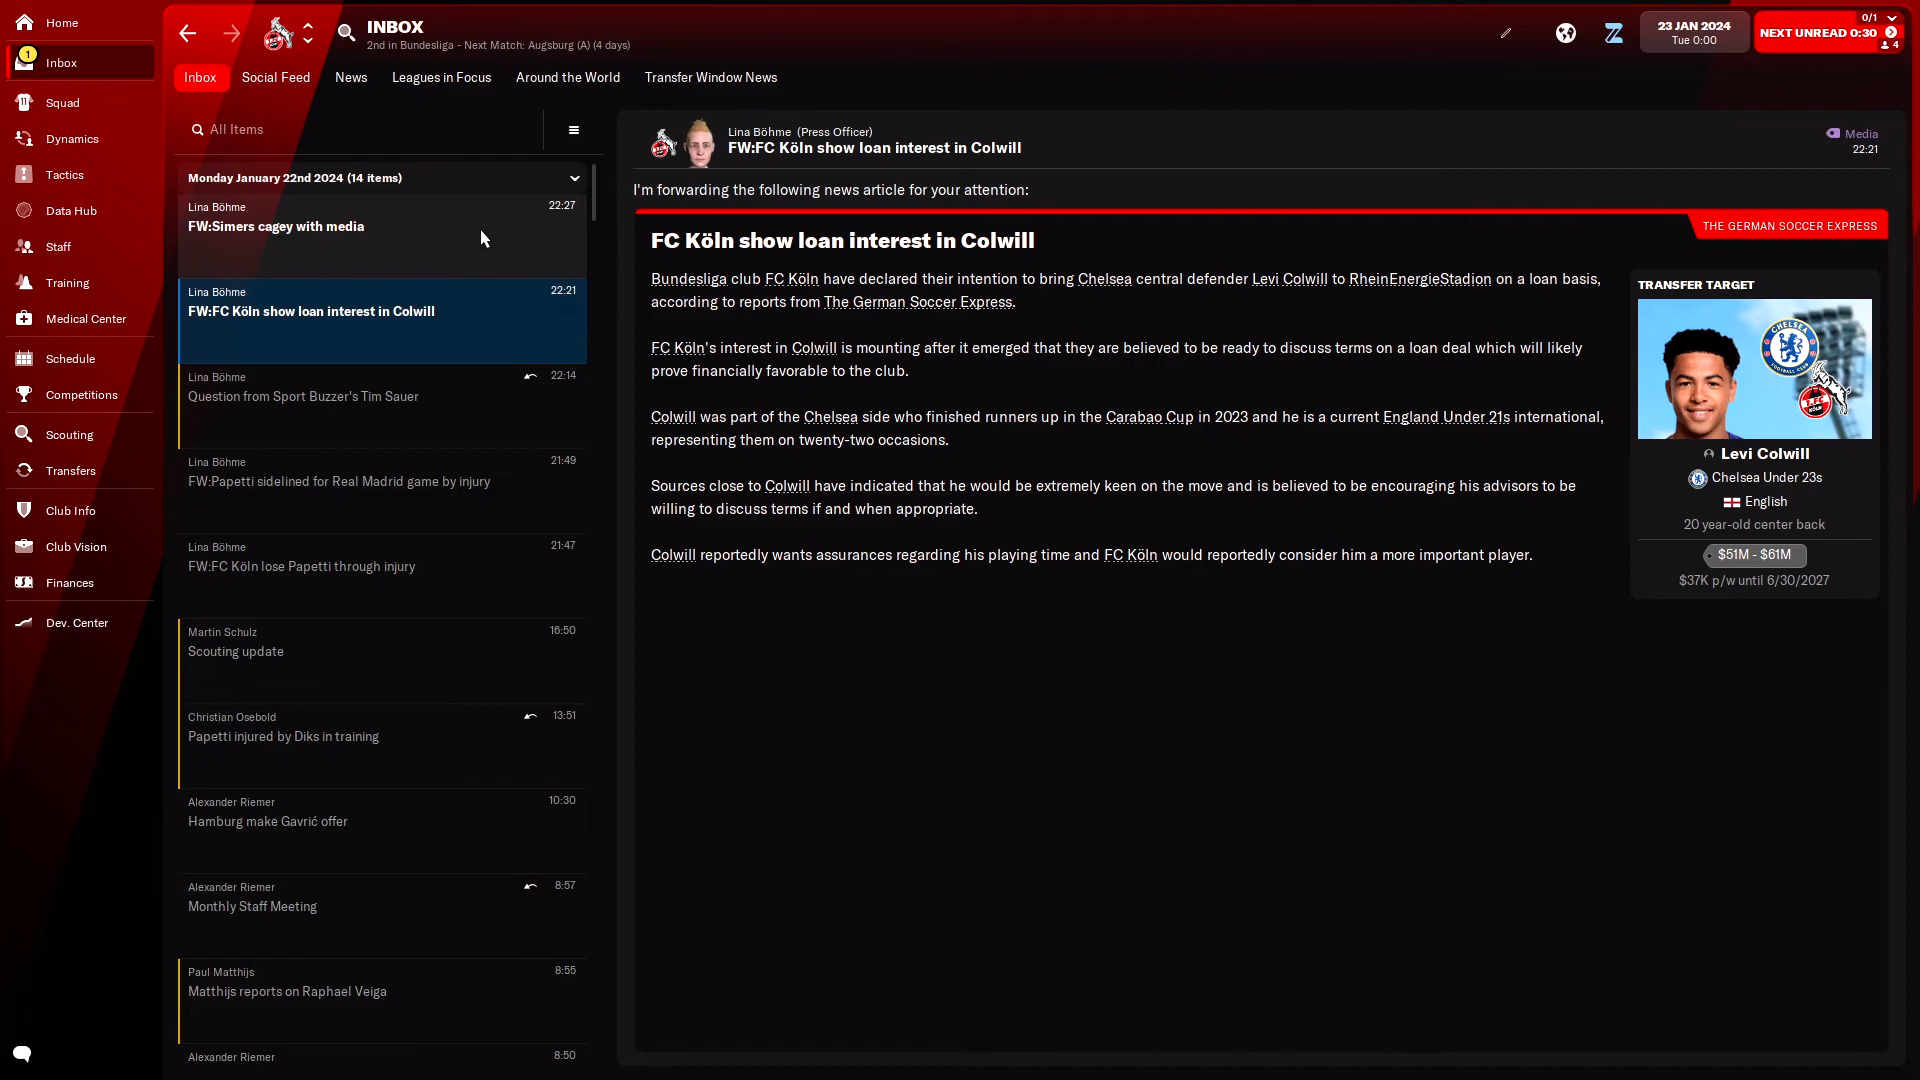 Home
1
Inbox
Squad
Dynamics
Tactics
Data Hub
Staff
Training
Medical Center
Schedule
Competitions
Scouting
Transfers
Club Info
Club Vision
Finances
Dev. Center
INBOX
2nd in Bundesliga - Next Match: Augsburg (A) (4 days)
23 JAN 2024
Tue 0:00
0/1
NEXT UNREAD 0:30
4
Inbox
Social Feed
News
Leagues in Focus
Around the World
Transfer Window News
All Items
Monday January 22nd 2024 (14 items)
Lina Böhme 22:27
FW:Simers cagey with media
Lina Böhme 22:21
FW:FC Köln show loan interest in Colwill
Lina Böhme 22:14
Question from Sport Buzzer's Tim Sauer
Lina Böhme 21:49
FW:Papetti sidelined for Real Madrid game by injury
Lina Böhme 21:47
FW:FC Köln lose Papetti through injury
Martin Schulz 16:50
Scouting update
Christian Osebold 13:51
Papetti injured by Diks in training
Alexander Riemer 10:30
Hamburg make Gavrić offer
Alexander Riemer 8:57
Monthly Staff Meeting
Paul Matthijs 8:55
Matthijs reports on Raphael Veiga
Alexander Riemer 8:50
Lina Böhme (Press Officer)
FW:FC Köln show loan interest in Colwill
Media
22:21
I'm forwarding the following news article for your attention:
THE GERMAN SOCCER EXPRESS
FC Köln show loan interest in Colwill
Bundesliga club FC Köln have declared their intention to bring Chelsea central defender Levi Colwill to RheinEnergieStadion on a loan basis,
according to reports from The German Soccer Express.
FC Köln's interest in Colwill is mounting after it emerged that they are believed to be ready to discuss terms on a loan deal which will likely
prove financially favorable to the club.
Colwill was part of the Chelsea side who finished runners up in the Carabao Cup in 2023 and he is a current England Under 21s international,
representing them on twenty-two occasions.
Sources close to Colwill have indicated that he would be extremely keen on the move and is believed to be encouraging his advisors to be
willing to discuss terms if and when appropriate.
Colwill reportedly wants assurances regarding his playing time and FC Köln would reportedly consider him a more important player.
TRANSFER TARGET
Levi Colwill
Chelsea Under 23s
English
20 year-old center back
$51M - $61M
$37K p/w until 6/30/2027